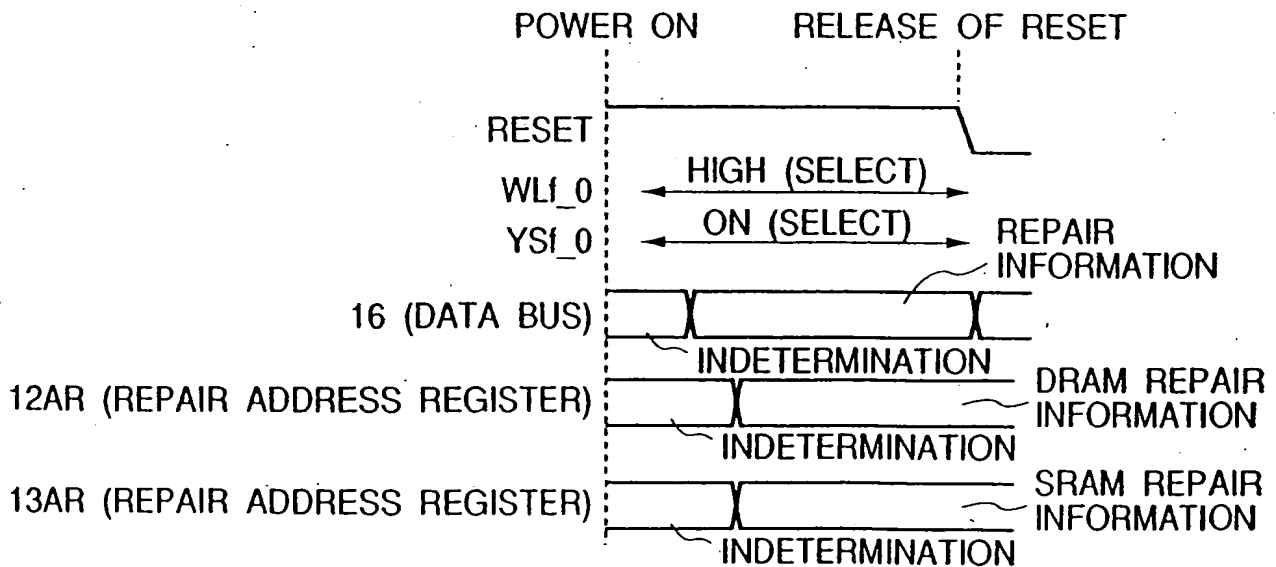 POWER ON RELEASE OF RESET
RESET
WLf_0 HIGH (SELECT)
YSf_0 ON (SELECT)
REPAIR
INFORMATION
16 (DATA BUS)
INDETERMINATION
12AR (REPAIR ADDRESS REGISTER)
DRAM REPAIR
INFORMATION
INDETERMINATION
13AR (REPAIR ADDRESS REGISTER)
SRAM REPAIR
INFORMATION
INDETERMINATION